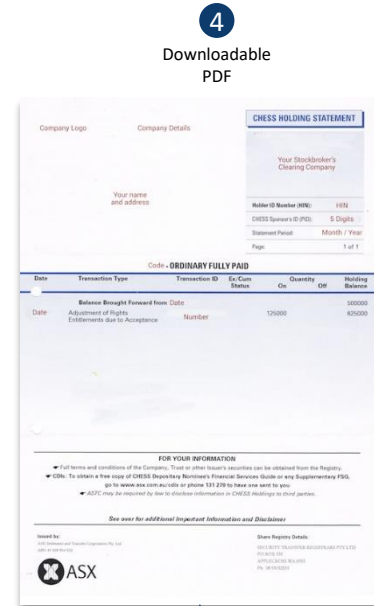 4
Downloadable
PDF
CHESS HOLDING STATEMENT
Company Logo
Company Details
Your Stockbroker's
Clearing Company
Your name
and address
Holder ID Number (HIN): HIN
CHESS Sponsor's ID (PID): 5 Digits
Statement Period: Month / Year
Page: 1 of 1
Code - ORDINARY FULLY PAID
Date Transaction Type Transaction ID Ex/Cum Status Quantity On Off Holding Balance
Balance Brought Forward from Date 500000
Date Adjustment of Rights Entitlements due to Acceptance Number 125000 625000
FOR YOUR INFORMATION
Full terms and conditions of the Company, Trust or other Issuer's securities can be obtained from the Registry.
CDIs: To obtain a free copy of CHESS Depositary Nominee's Financial Services Guide or any Supplementary FSG,
go to www.asx.com.au/cdis or phone 131 279 to have one sent to you
ASTC may be required by law to disclose information in CHESS Holdings to third parties.
See over for additional Important Information and Disclaimer
Issued by:
Share Registry Details:
SECURITY TRANSFER REGISTRARS PTY LTD
ASX